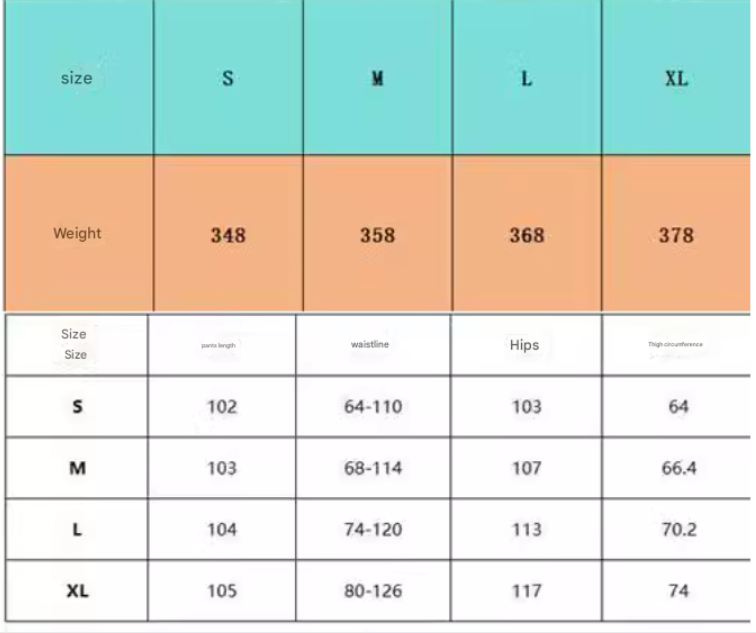 size S M L XL
Weight 348 358 368 378
Size
Size pants length waistline Hips Thigh circumference
S 102 64-110 103 64
M 103 68-114 107 66.4
L 104 74-120 113 70.2
XL 105 80-126 117 74